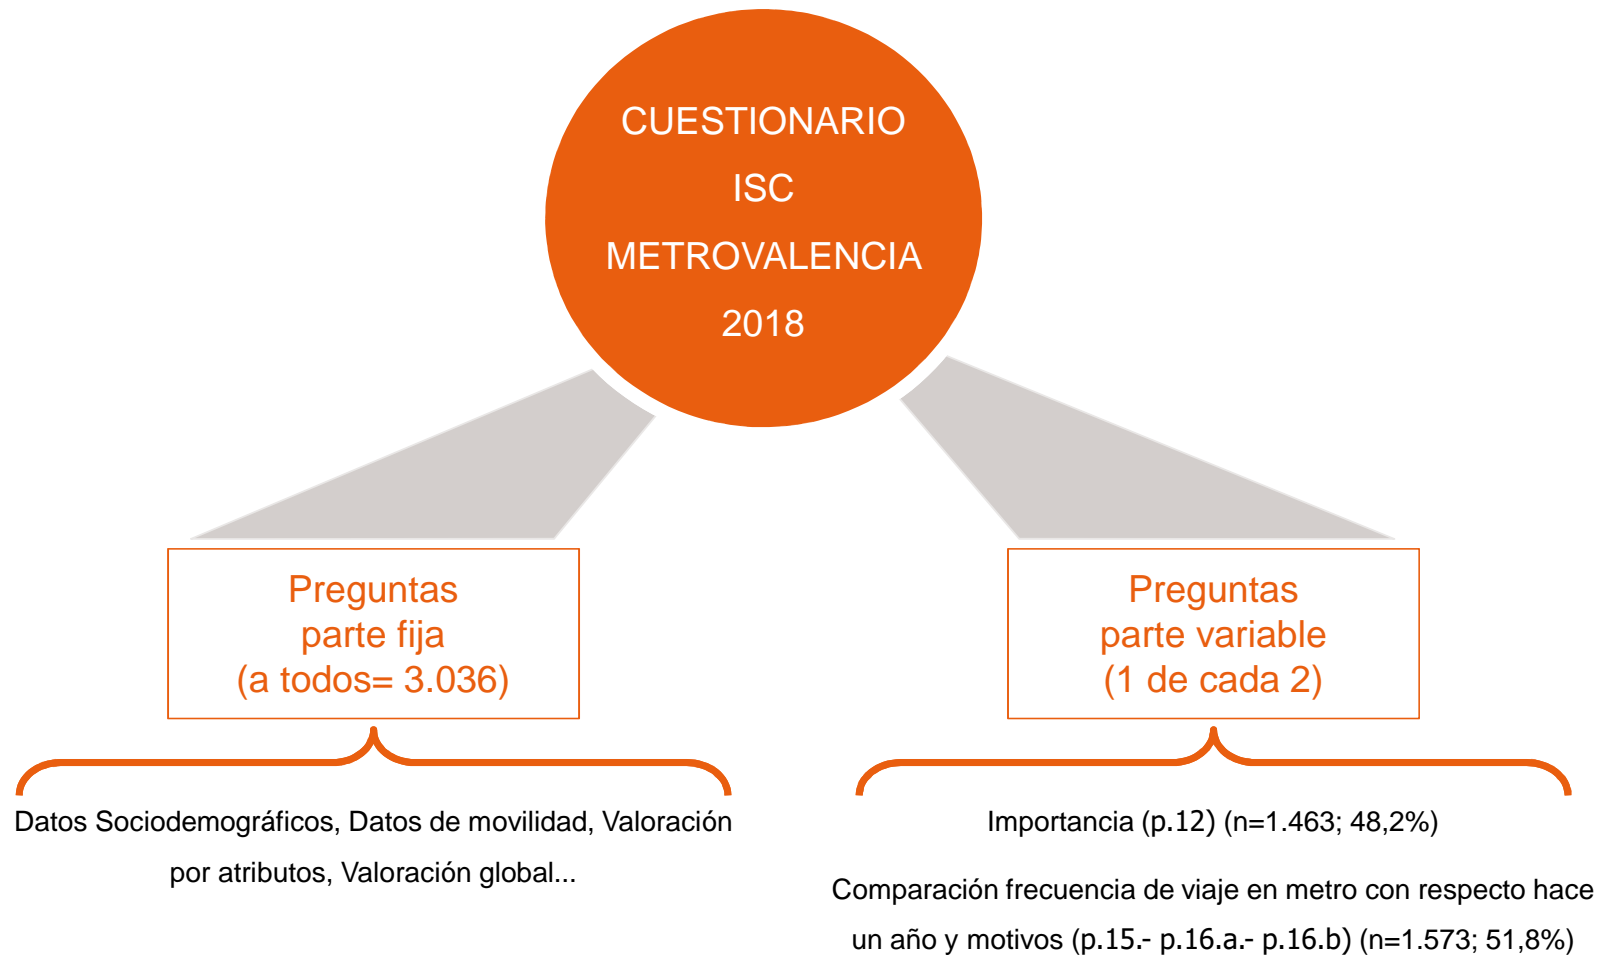 CUESTIONARIO
ISC
METROVALENCIA
2018
Preguntas
parte fija
(a todos= 3.036)
Datos Sociodemográficos, Datos de movilidad, Valoración
por atributos, Valoración global...
Preguntas
parte variable
(1 de cada 2)
Importancia (p.12) (n=1.463; 48,2%)
Comparación frecuencia de viaje en metro con respecto hace
un año y motivos (p.15.- p.16.a.- p.16.b) (n=1.573; 51,8%)